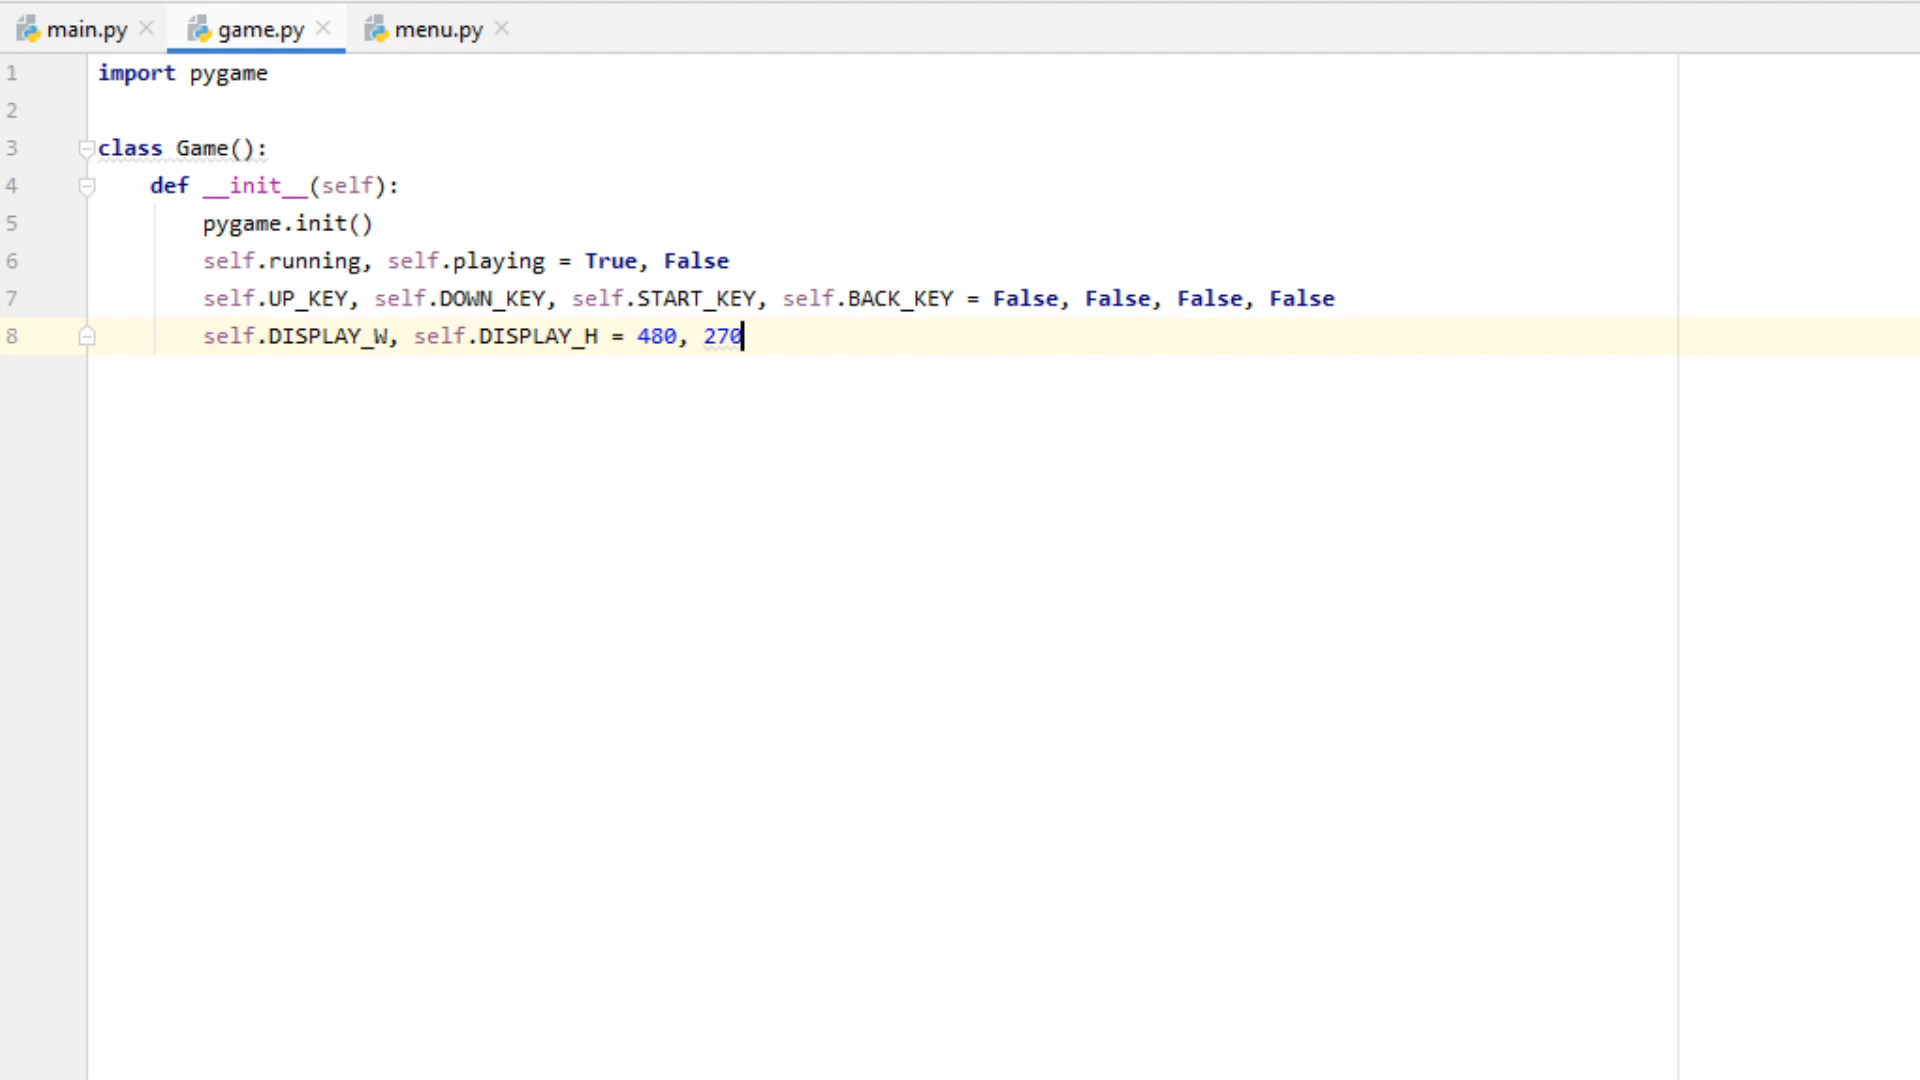 main.py game.py menu.py
1 import pygame
2
3 class Game():
4 def __init__(self):
5 pygame.init()
6 self.running, self.playing = True, False
7 self.UP_KEY, self.DOWN_KEY, self.START_KEY, self.BACK_KEY = False, False, False, False
8 self.DISPLAY_W, self.DISPLAY_H = 480, 270